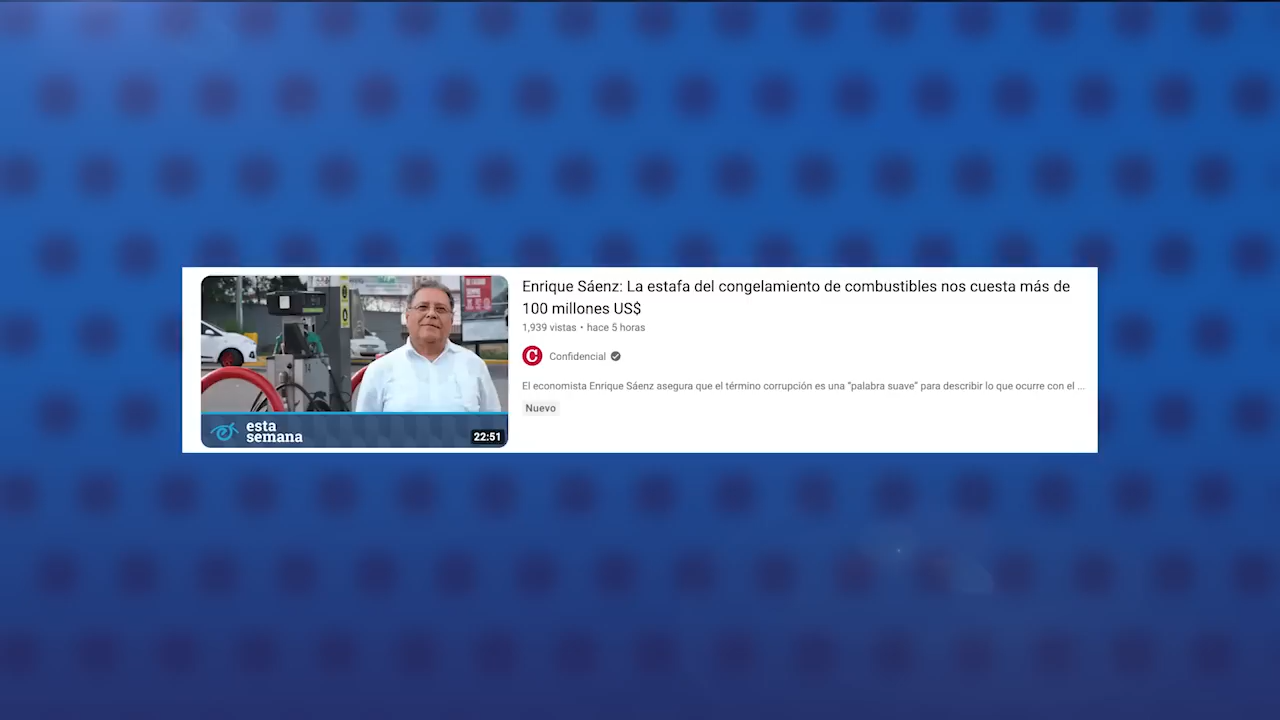 Enrique Sáenz: La estafa del congelamiento de combustibles nos cuesta más de
100 millones US$
1,939 vistas • hace 5 horas
C
Confidencial
El economista Enrique Sáenz asegura que el término corrupción es una "palabra suave" para describir lo que ocurre con el ...
Nuevo
esta
semana
22:51